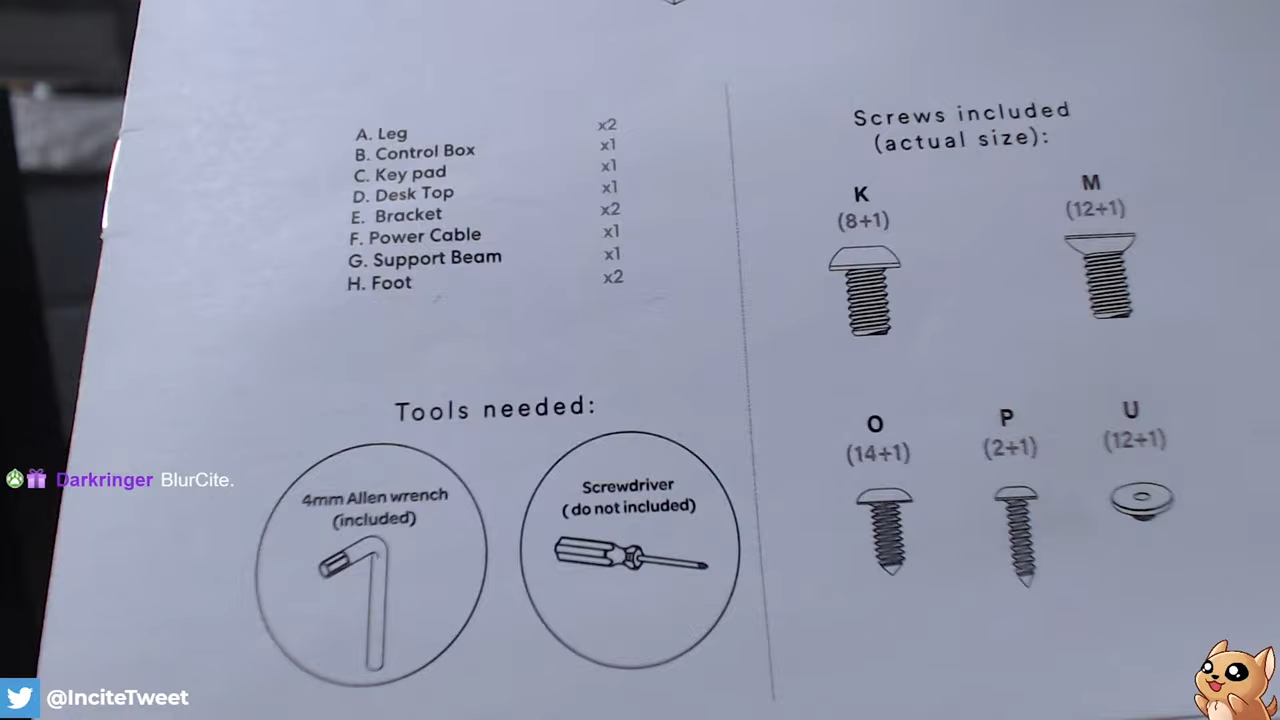 A. Leg x2
B. Control Box x1
C. Key pad x1
D. Desk Top x1
E. Bracket x2
F. Power Cable x1
G. Support Beam x1
H. Foot x2
Tools needed:
4mm Allen wrench
(included)
Screwdriver
( do not included)
Screws included
(actual size):
K
(8+1)
M
(12+1)
O
(14+1)
P
(2+1)
U
(12+1)
Darkringer BlurCite.
@InciteTweet